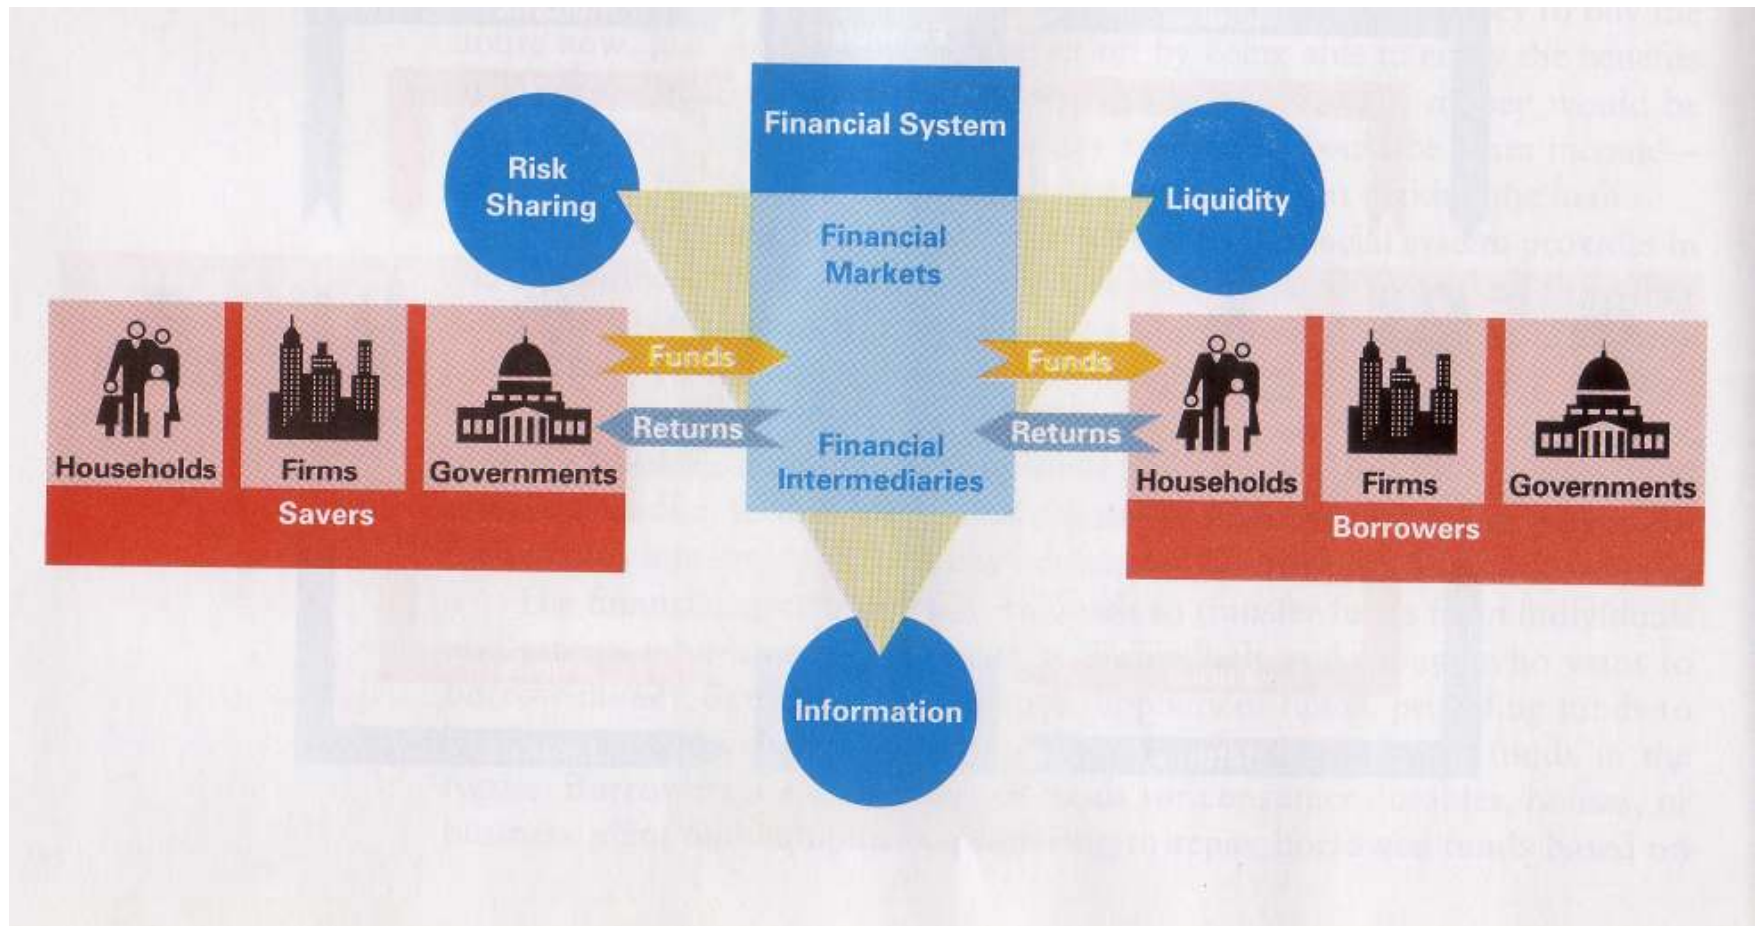 Financial System
Risk
Sharing
Liquidity
Financial
Markets
Funds
Funds
Returns
Returns
Financial
Intermediaries
Households
Firms
Governments
Savers
Households
Firms
Governments
Borrowers
Information